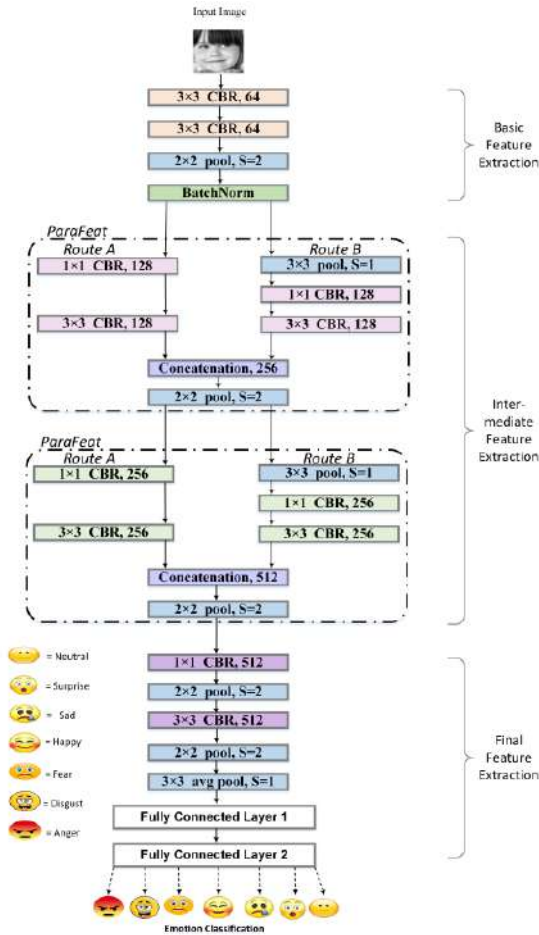 Input Image
3×3 CBR, 64
3×3 CBR, 64
2×2 pool, S=2
BatchNorm
Basic
Feature
Extraction
ParaFeat
Route A
Route B
1×1 CBR, 128
3×3 pool, S=1
1×1 CBR, 128
3×3 CBR, 128
3×3 CBR, 128
Concatenation, 256
2×2 pool, S=2
Inter-
mediate
Feature
Extraction
ParaFeat
Route A
Route B
1×1 CBR, 256
3×3 pool, S=1
1×1 CBR, 256
3×3 CBR, 256
3×3 CBR, 256
Concatenation, 512
2×2 pool, S=2
= Neutral
= Surprise
= Sad
= Happy
= Fear
= Disgust
= Anger
1×1 CBR, 512
2×2 pool, S=2
3×3 CBR, 512
2×2 pool, S=2
3×3 avg pool, S=1
Fully Connected Layer 1
Fully Connected Layer 2
Final
Feature
Extraction
Emotion Classification